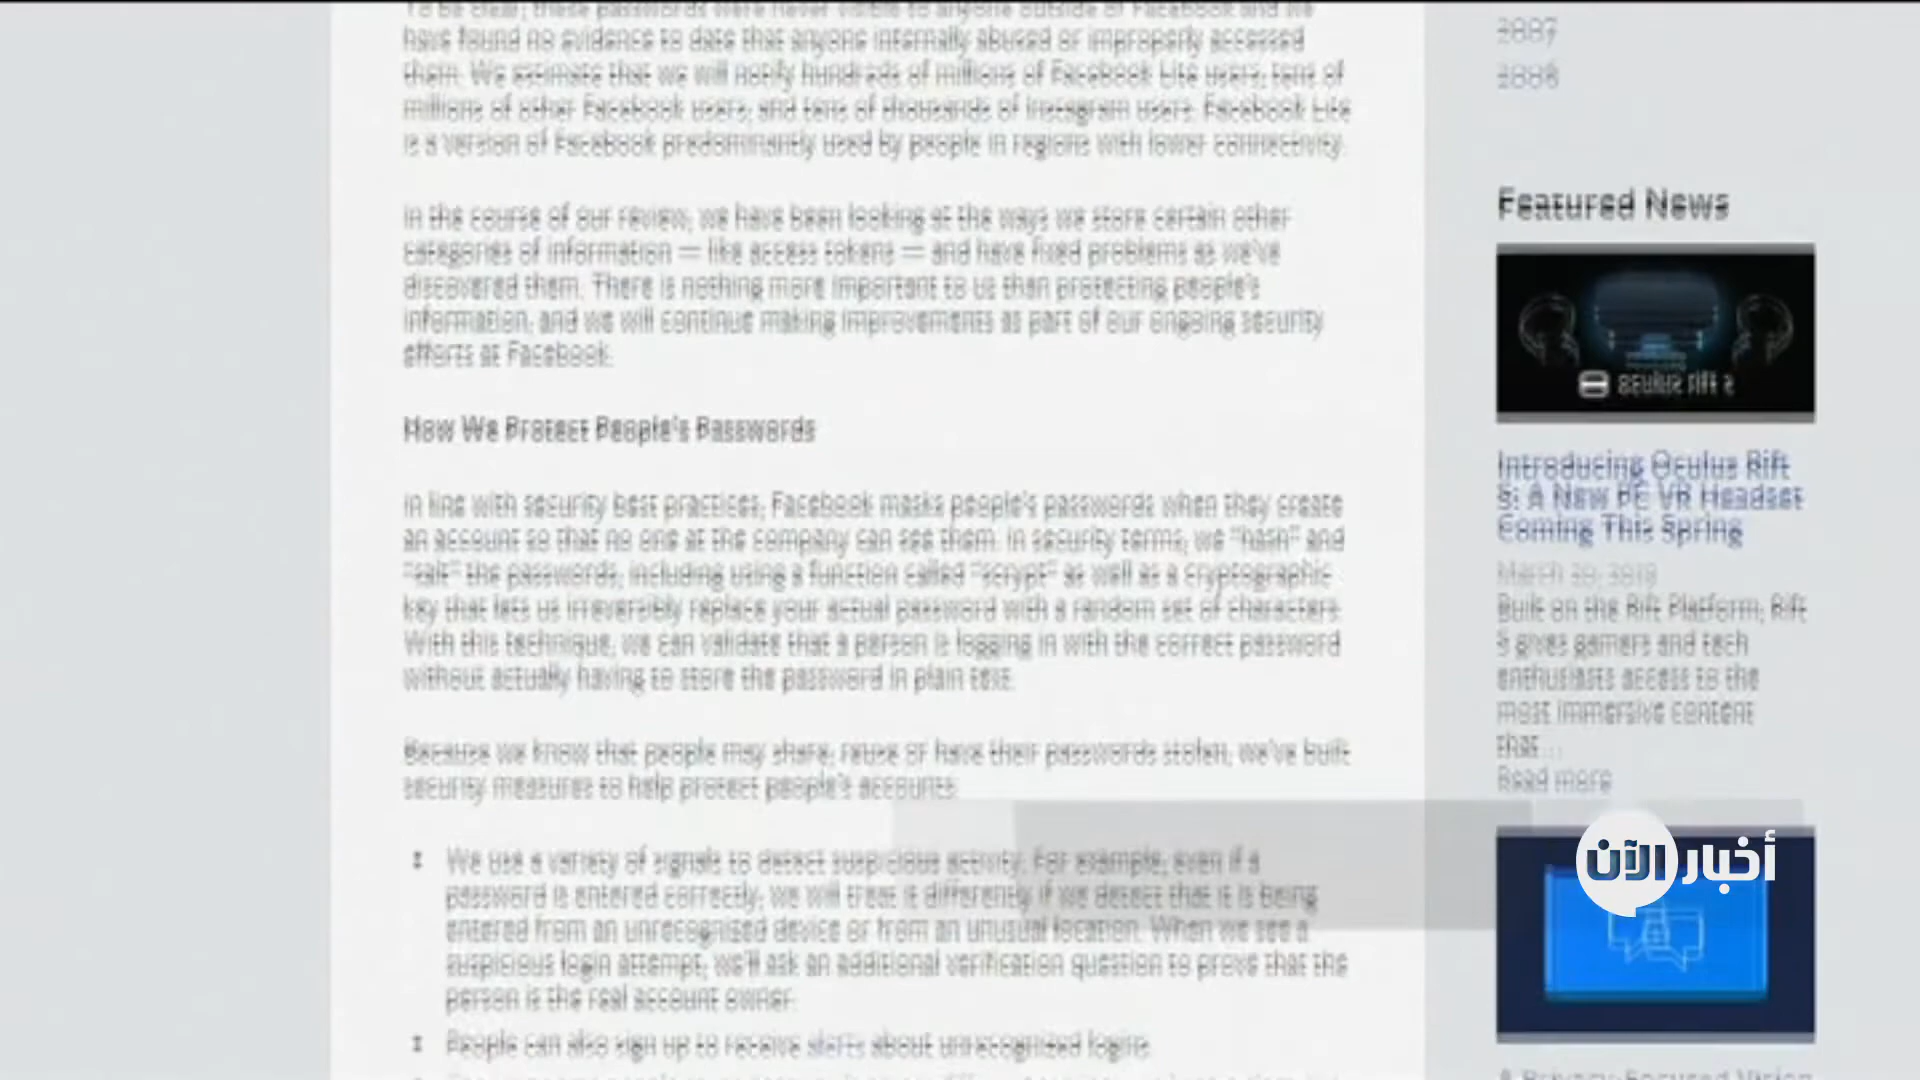 To be clear, these passwords were never visible to anyone outside of Facebook and we
have found no evidence to date that anyone internally abused or improperly accessed
them. We estimate that we will notify hundreds of millions of Facebook Lite users, tens of
millions of other Facebook users, and tens of thousands of Instagram users. Facebook Lite
is a version of Facebook predominantly used by people in regions with lower connectivity.
In the course of our review, we have been looking at the ways we store certain other
categories of information — like access tokens — and have fixed problems as we've
discovered them. There is nothing more important to us than protecting people's
information, and we will continue making improvements as part of our ongoing security
efforts at Facebook.
How We Protect People's Passwords
In line with security best practices, Facebook masks people's passwords when they create
an account so that no one at the company can see them. In security terms, we "hash" and
"salt" the passwords, including using a function called "scrypt" as well as a cryptographic
key that lets us irreversibly replace your actual password with a random set of characters.
With this technique, we can validate that a person is logging in with the correct password
without actually having to store the password in plain text.
Because we know that people may share, reuse or have their passwords stolen, we've built
security measures to help protect people's accounts:
We use a variety of signals to detect suspicious activity. For example, even if a
password is entered correctly, we will treat it differently if we detect that it is being
entered from an unrecognized device or from an unusual location. When we see a
suspicious login attempt, we'll ask an additional verification question to prove that the
person is the real account owner.
People can also sign up to receive alerts about unrecognized logins.
2007
2006
Featured News
Oculus Rift S
Introducing Oculus Rift
S: A New PC VR Headset
Coming This Spring
March 20, 2019
Built on the Rift Platform, Rift
S gives gamers and tech
enthusiasts access to the
most immersive content
that…
Read more
أخبار الآن
A Privacy-Focused Vision